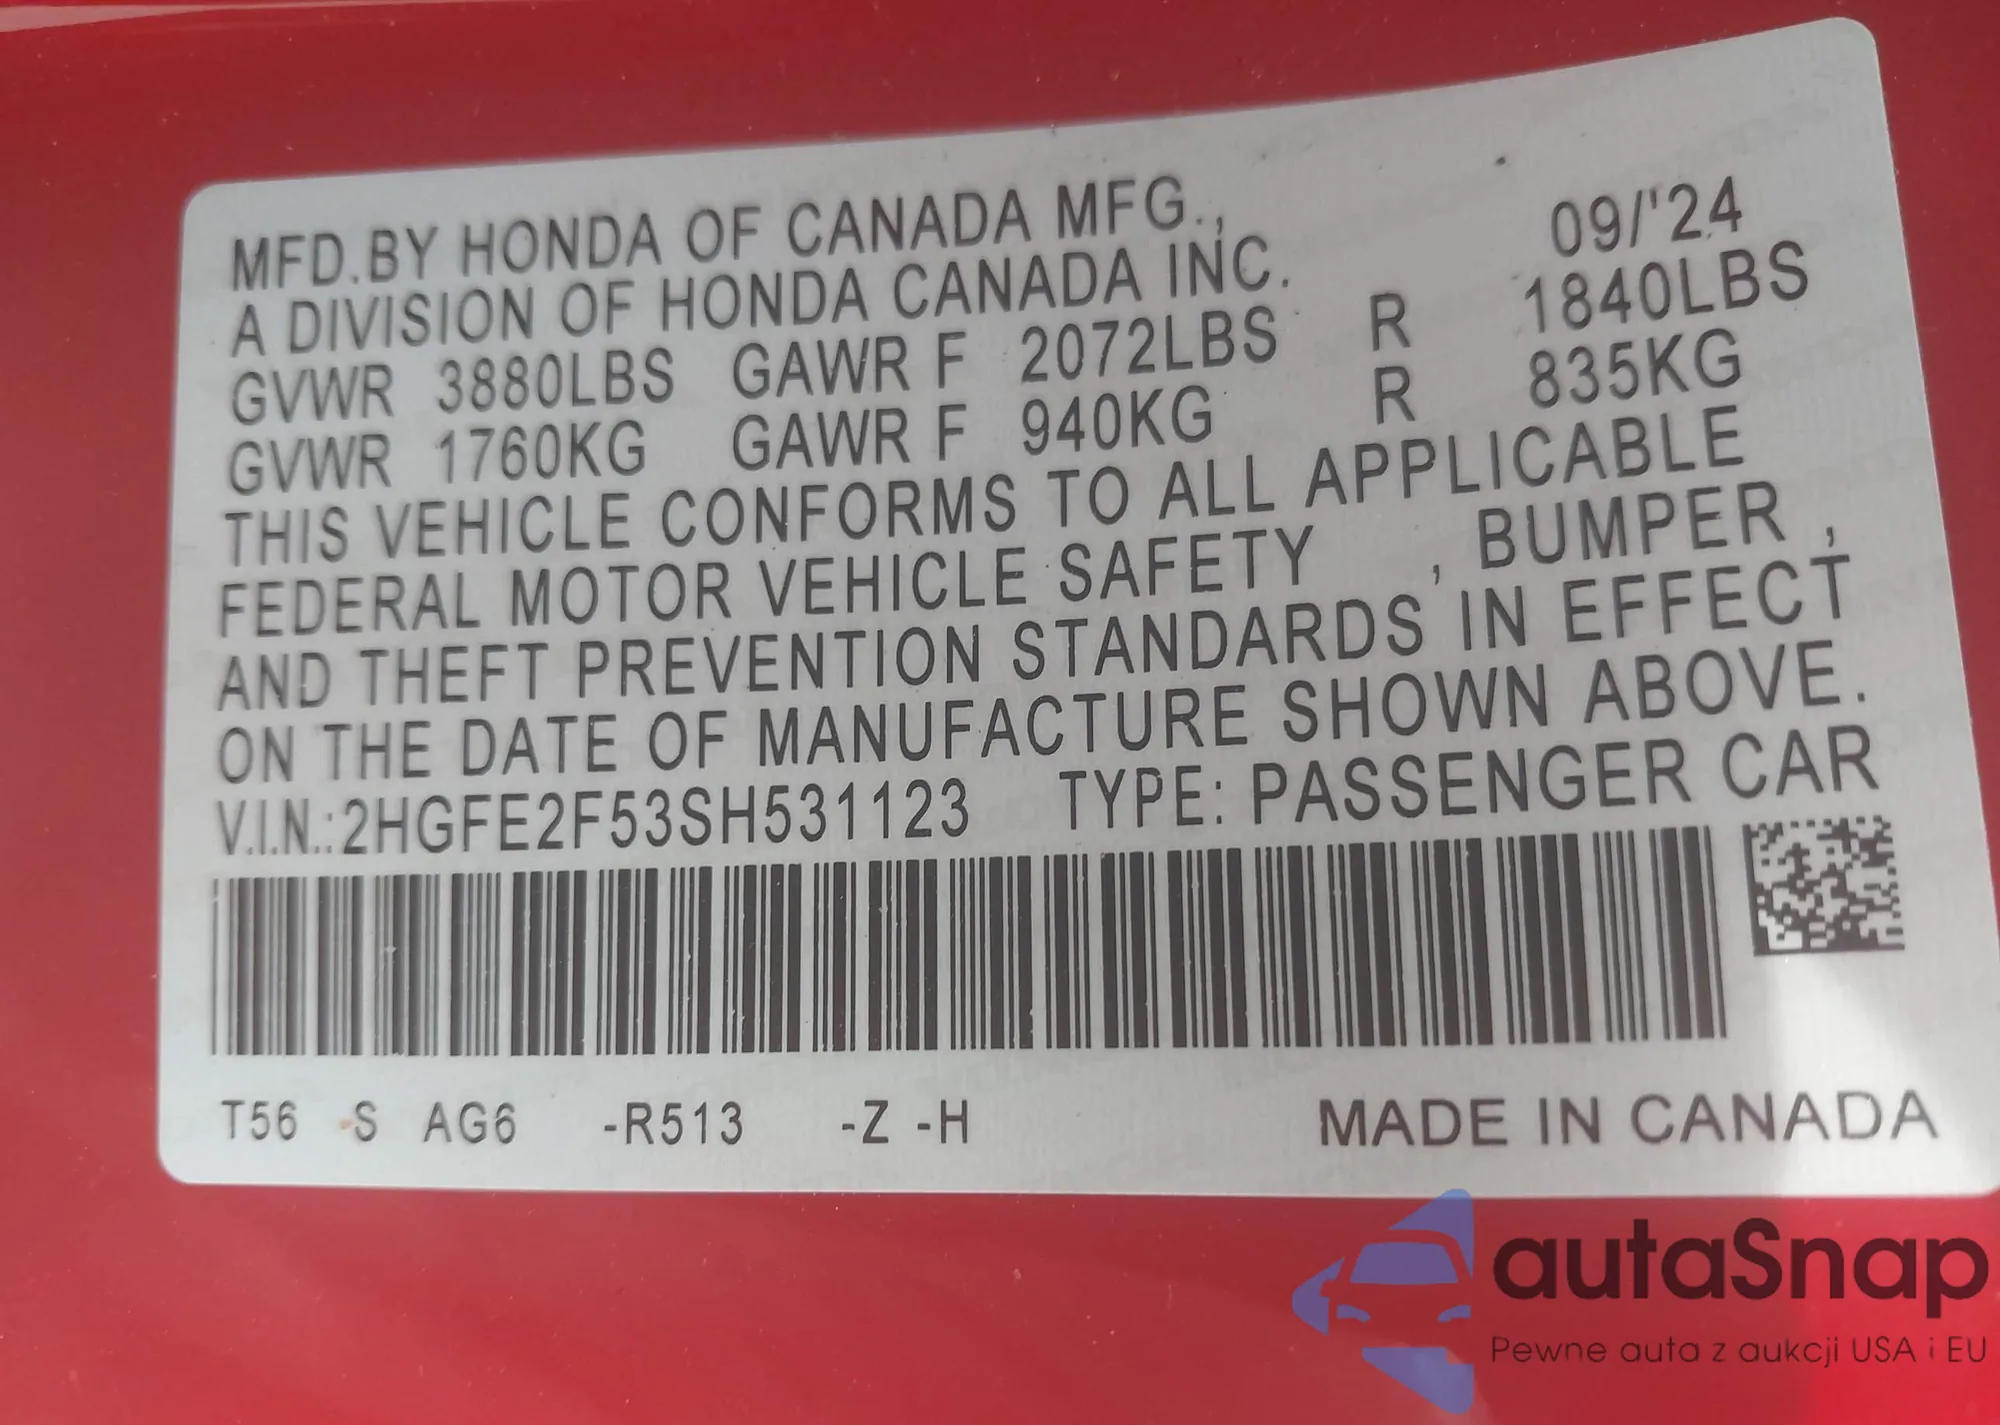 MFD.BY HONDA OF CANADA MFG., 09/'24
A DIVISION OF HONDA CANADA INC.
GVWR 3880LBS GAWR F 2072LBS R 1840LBS
GVWR 1760KG GAWR F 940KG R 835KG
THIS VEHICLE CONFORMS TO ALL APPLICABLE
FEDERAL MOTOR VEHICLE SAFETY , BUMPER ,
AND THEFT PREVENTION STANDARDS IN EFFECT
ON THE DATE OF MANUFACTURE SHOWN ABOVE.
V.I.N.:2HGFE2F53SH531123 TYPE: PASSENGER CAR
T56 -S AG6 -R513 -Z -H MADE IN CANADA
autaSnap
Pewne auta z aukcji USA i EU